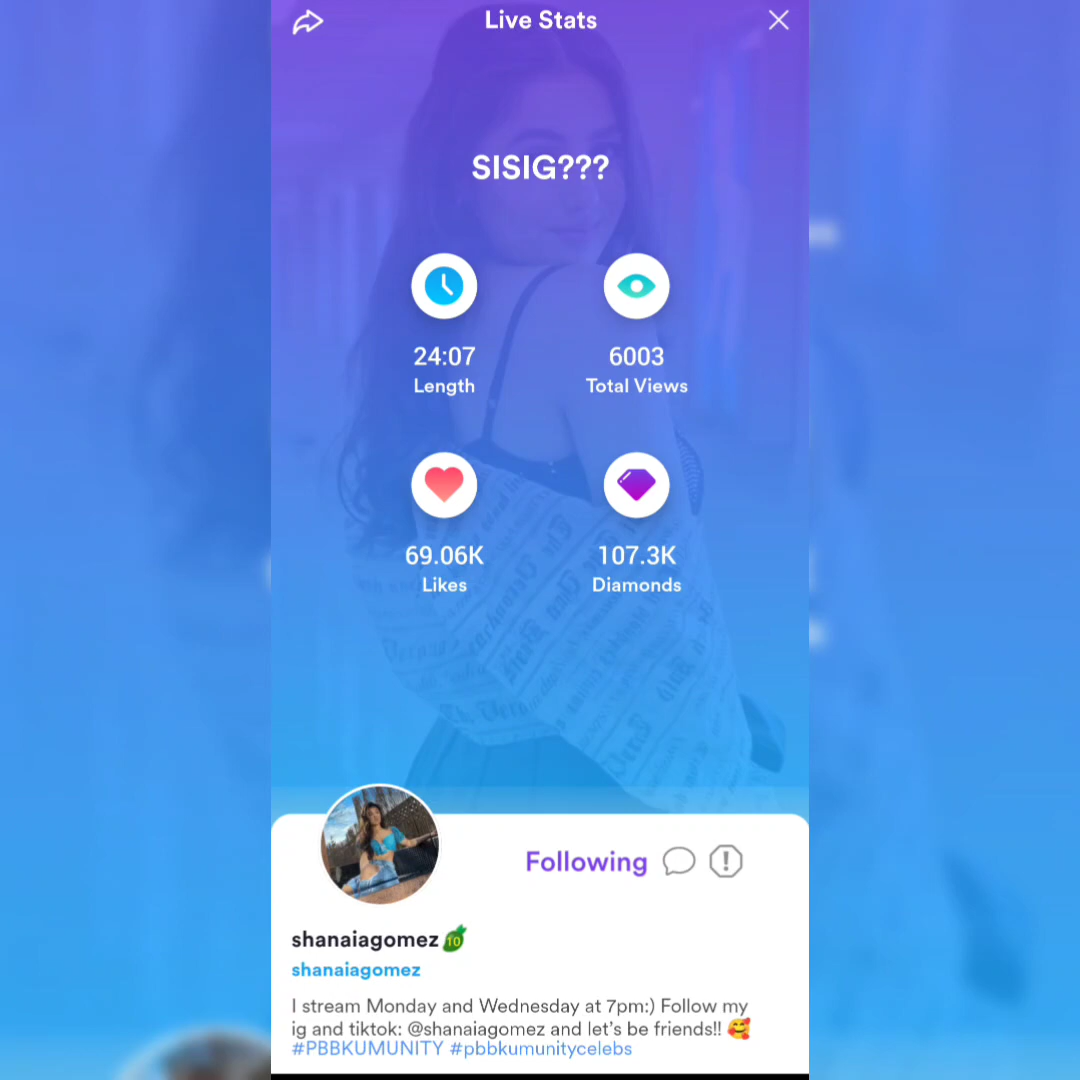 Live Stats
SISIG???
24:07
Length
6003
Total Views
69.06K
Likes
107.3K
Diamonds
Following
shanaiagomez 10
shanaiagomez
I stream Monday and Wednesday at 7pm:) Follow my
ig and tiktok: @shanaiagomez and let's be friends!! 🥰
#PBBKUMUNITY #pbbkumunitycelebs